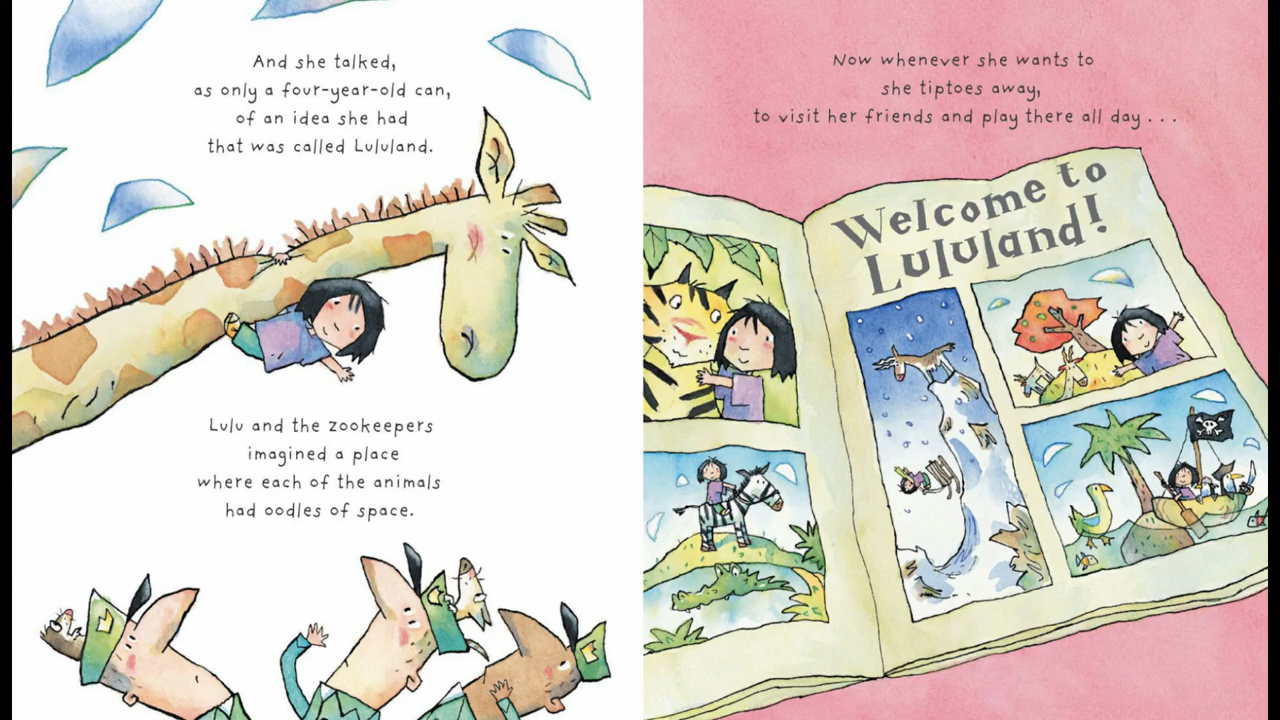 And she talked,
as only a four-year-old can,
of an idea she had
that was called Lululand.
Lulu and the zookeepers
imagined a place
where each of the animals
had oodles of space.
Now whenever she wants to
she tiptoes away,
to visit her friends and play there all day . . .
Welcome to
Lululand!